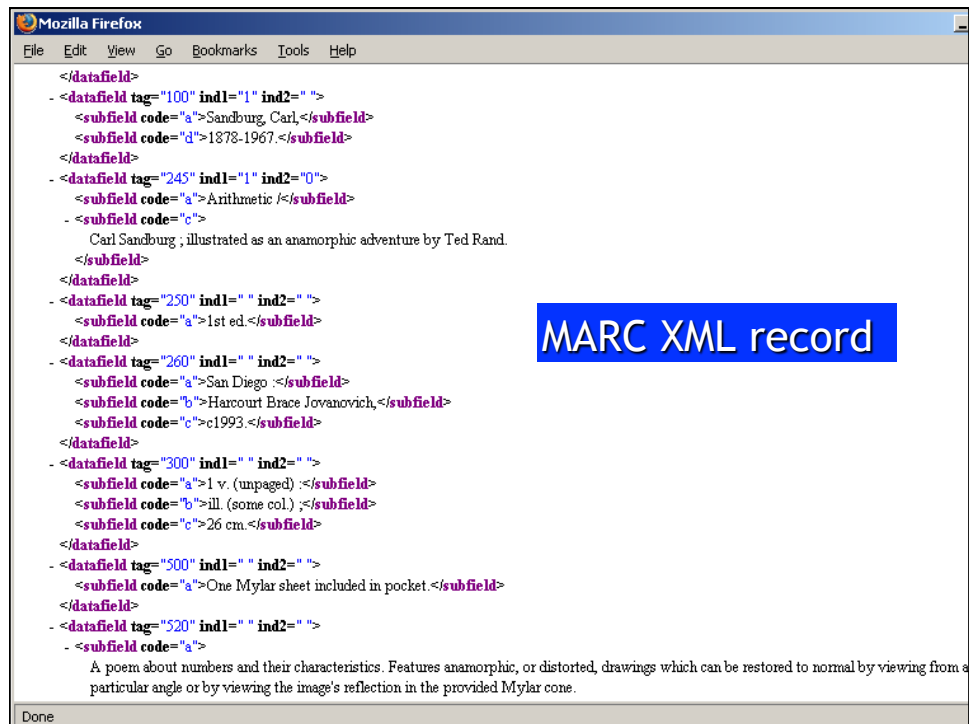 Mozilla Firefox
File Edit View Go Bookmarks Tools Help
</datafield>
- <datafield tag="100" ind1="1" ind2=" ">
<subfield code="a">Sandburg, Carl,</subfield>
<subfield code="d">1878-1967.</subfield>
</datafield>
- <datafield tag="245" ind1="1" ind2="0">
<subfield code="a">Arithmetic /</subfield>
- <subfield code="c">
Carl Sandburg ; illustrated as an anamorphic adventure by Ted Rand.
</subfield>
</datafield>
- <datafield tag="250" ind1=" " ind2=" ">
<subfield code="a">1st ed.</subfield>
</datafield>
MARC XML record
- <datafield tag="260" ind1=" " ind2=" ">
<subfield code="a">San Diego :</subfield>
<subfield code="b">Harcourt Brace Jovanovich,</subfield>
<subfield code="c">c1993.</subfield>
</datafield>
- <datafield tag="300" ind1=" " ind2=" ">
<subfield code="a">1 v. (unpaged) :</subfield>
<subfield code="b">ill. (some col.) ;</subfield>
<subfield code="c">26 cm.</subfield>
</datafield>
- <datafield tag="500" ind1=" " ind2=" ">
<subfield code="a">One Mylar sheet included in pocket.</subfield>
</datafield>
- <datafield tag="520" ind1=" " ind2=" ">
- <subfield code="a">
A poem about numbers and their characteristics. Features anamorphic, or distorted, drawings which can be restored to normal by viewing from a
particular angle or by viewing the image's reflection in the provided Mylar cone.
Done